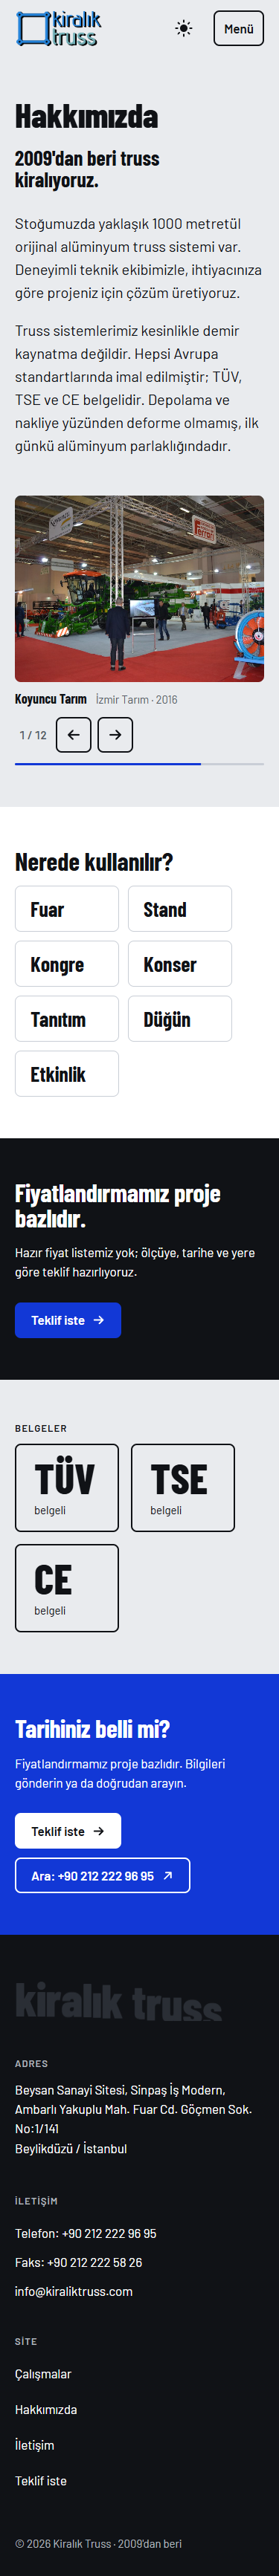 kiralık
truss
Menü
Hakkımızda
2009'dan beri truss
kiralıyoruz.
Stoğumuzda yaklaşık 1000 metretül
orijinal alüminyum truss sistemi var.
Deneyimli teknik ekibimizle, ihtiyacınıza
göre projeniz için çözüm üretiyoruz.
Truss sistemlerimiz kesinlikle demir
kaynatma değildir. Hepsi Avrupa
standartlarında imal edilmiştir; TÜV,
TSE ve CE belgelidir. Depolama ve
nakliye yüzünden deforme olmamış, ilk
günkü alüminyum parlaklığındadır.
Ferrari
Koyuncu Tarım İzmir Tarım · 2016
1 / 12
Nerede kullanılır?
Fuar
Stand
Kongre
Konser
Tanıtım
Düğün
Etkinlik
Fiyatlandırmamız proje
bazlıdır.
Hazır fiyat listemiz yok; ölçüye, tarihe ve yere
göre teklif hazırlıyoruz.
Teklif iste →
BELGELER
TÜV
belgeli
TSE
belgeli
CE
belgeli
Tarihiniz belli mi?
Fiyatlandırmamız proje bazlıdır. Bilgileri
gönderin ya da doğrudan arayın.
Teklif iste →
Ara: +90 212 222 96 95 ↗
kiralık truss
ADRES
Beysan Sanayi Sitesi, Sinpaş İş Modern,
Ambarlı Yakuplu Mah. Fuar Cd. Göçmen Sok.
No:1/141
Beylikdüzü / İstanbul
İLETİŞİM
Telefon: +90 212 222 96 95
Faks: +90 212 222 58 26
info@kiraliktruss.com
SİTE
Çalışmalar
Hakkımızda
İletişim
Teklif iste
© 2026 Kiralık Truss · 2009'dan beri